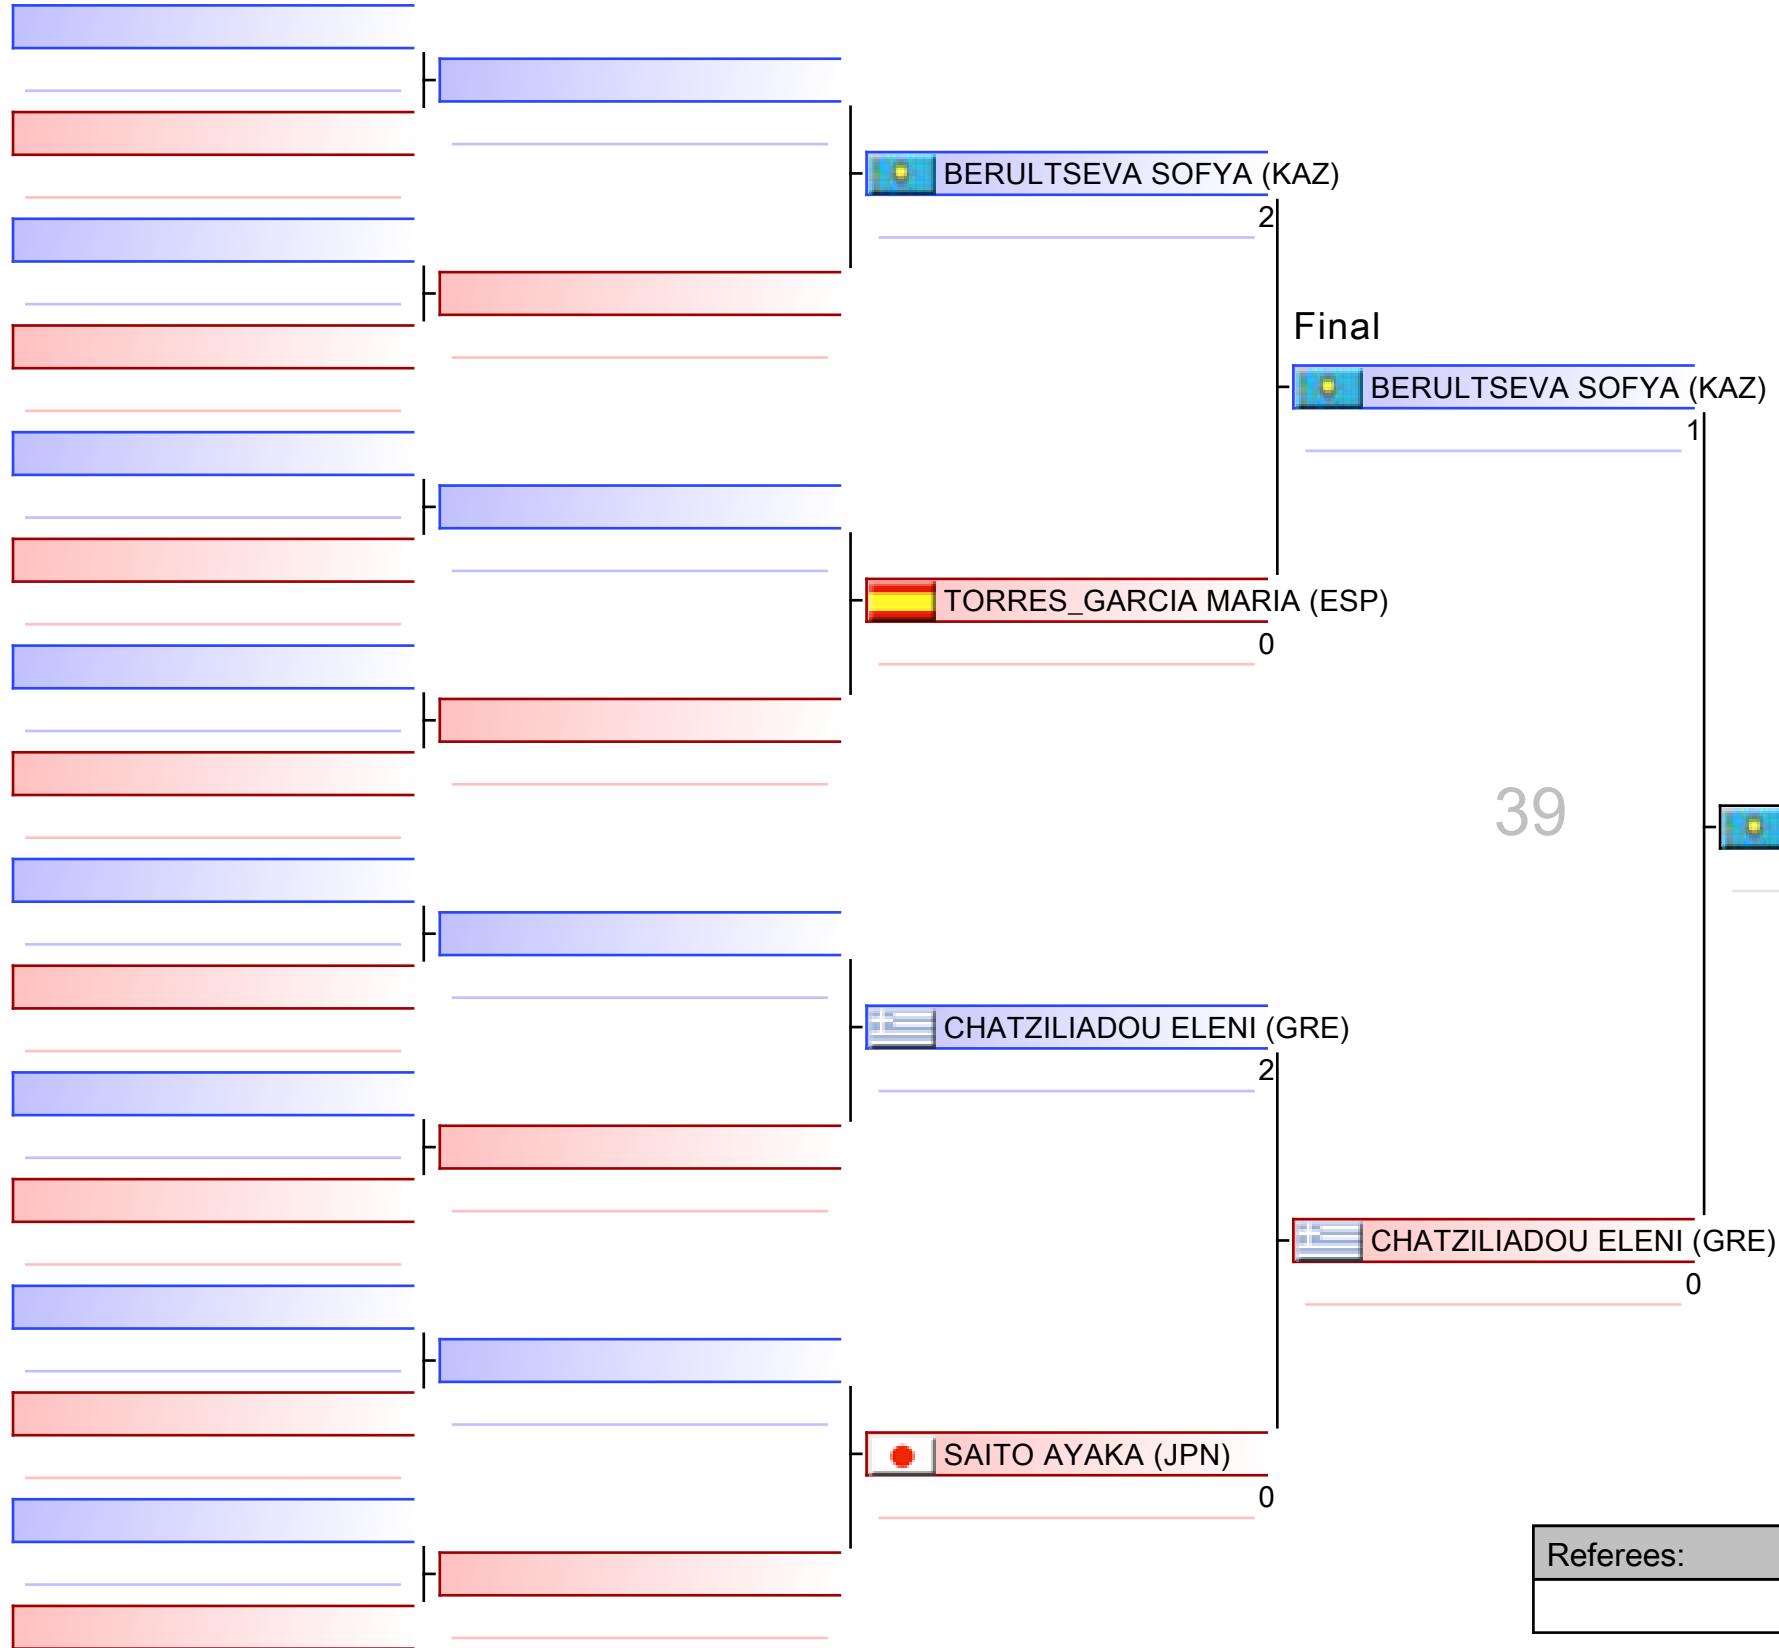 BERULTSEVA SOFYA (KAZ)
2
Final
BERULTSEVA SOFYA (KAZ)
1
TORRES_GARCIA MARIA (ESP)
0
39
CHATZILIADOU ELENI (GRE)
2
CHATZILIADOU ELENI (GRE)
0
SAITO AYAKA (JPN)
0
Referees: